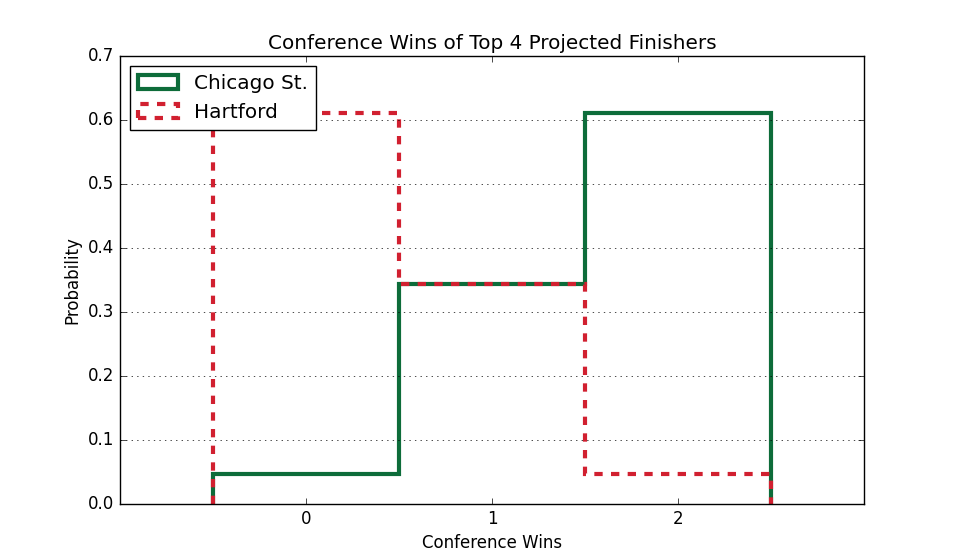 Conference Wins of Top 4 Projected Finishers
Chicago St.
Hartford
0.7
0.6
0.5
0.4
0.3
0.2
0.1
0.0
Probability
0
1
2
Conference Wins